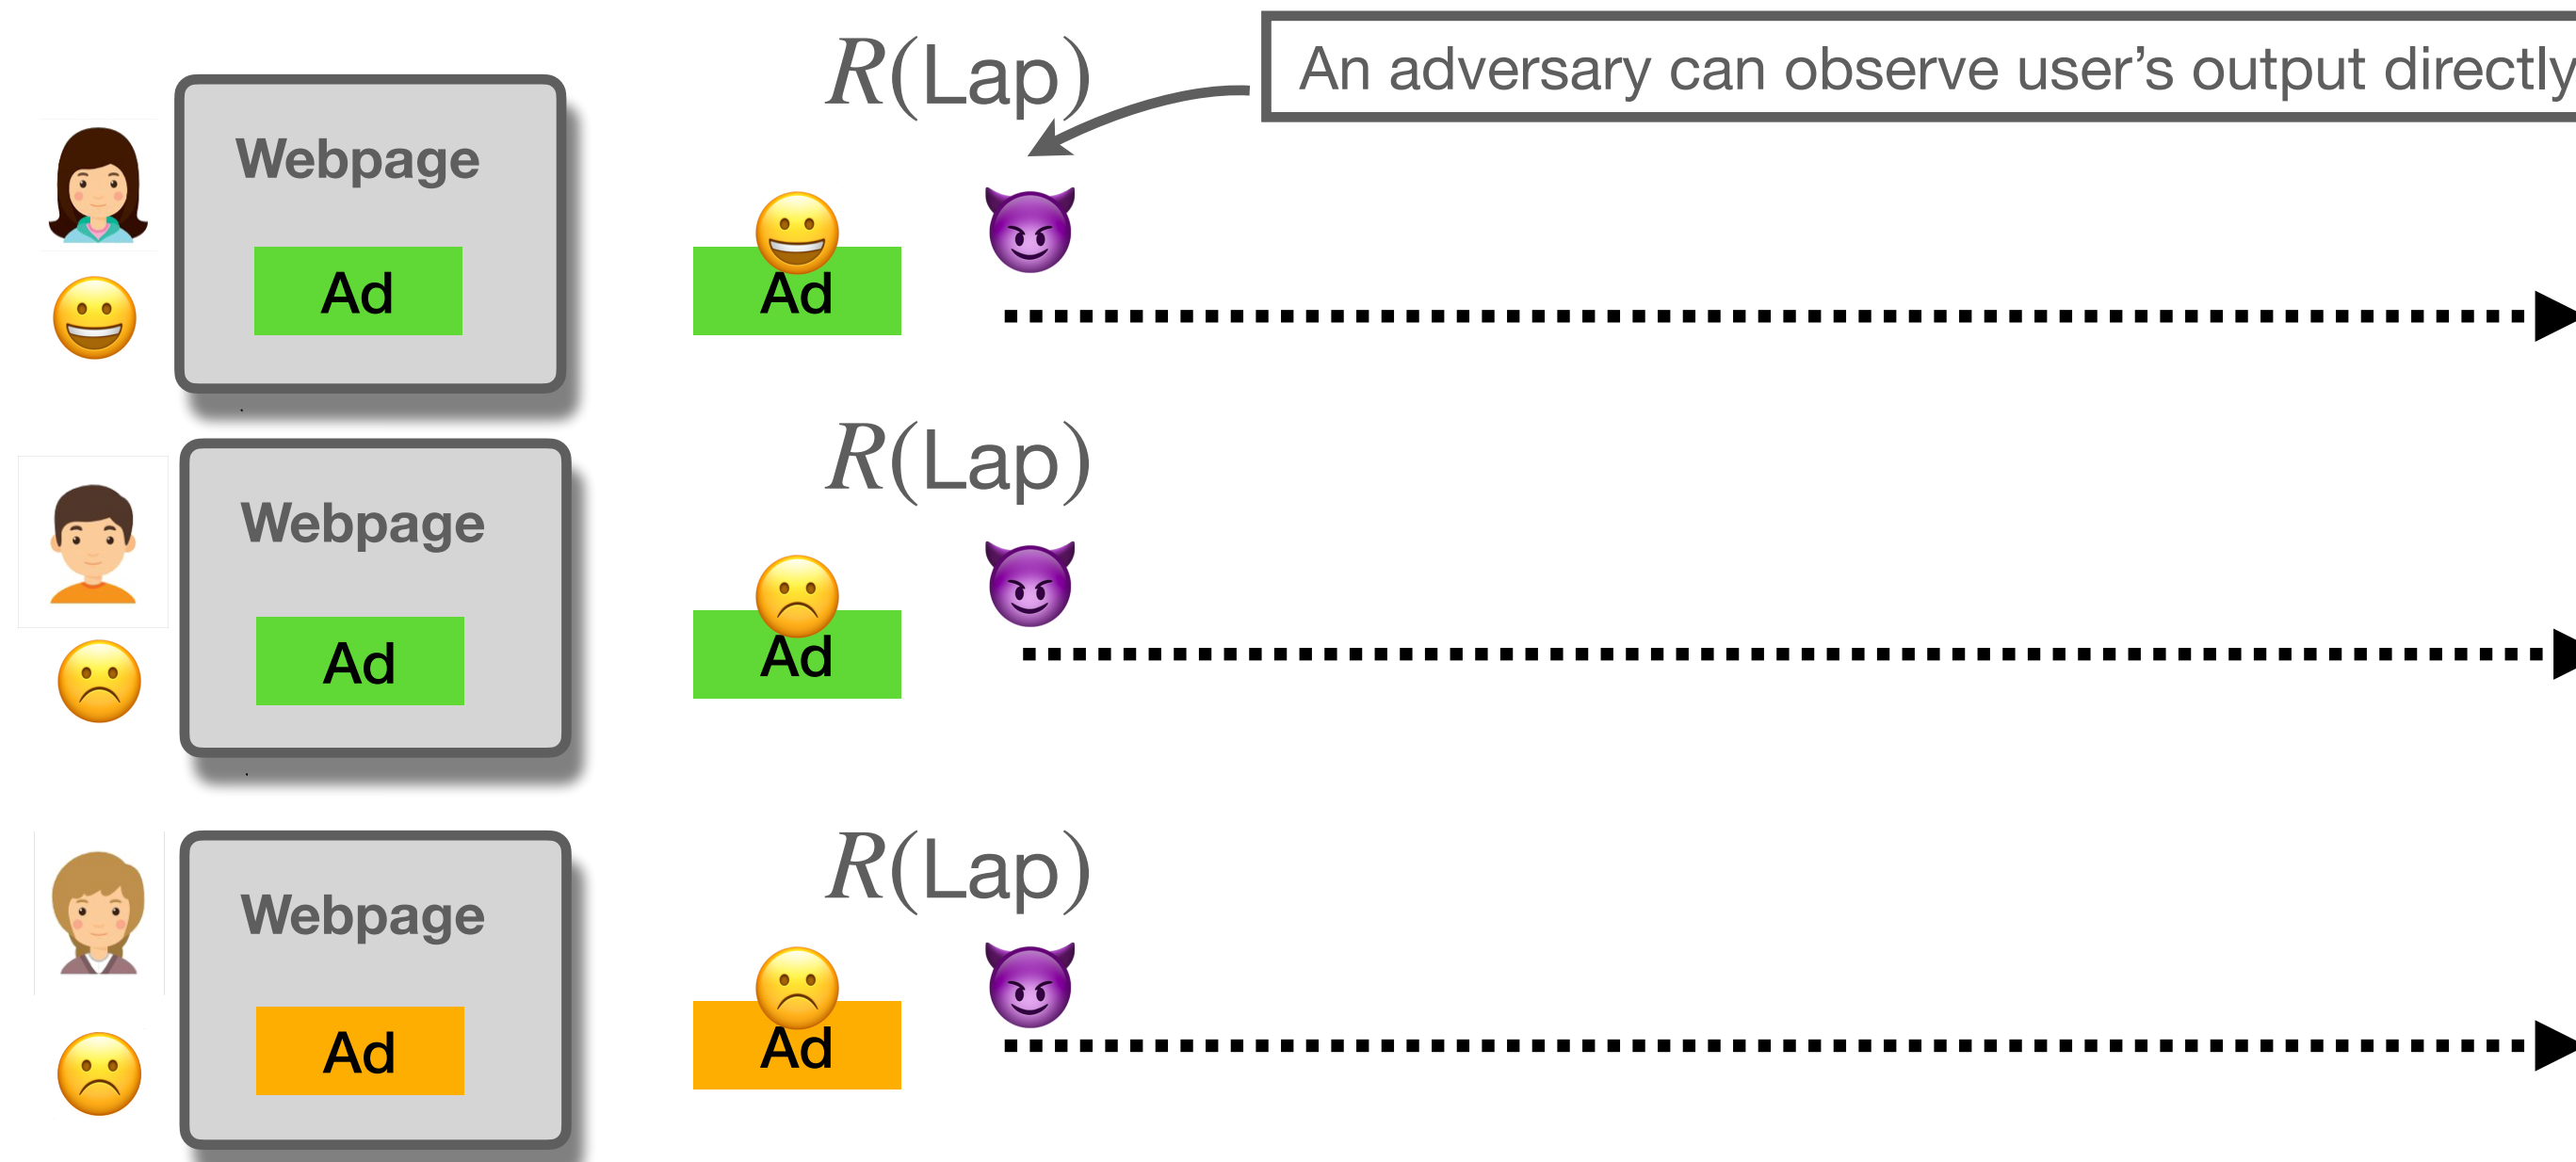 R(Lap)
An adversary can observe user's output directly
Webpage
Ad
Ad
R(Lap)
Webpage
Ad
Ad
R(Lap)
Webpage
Ad
Ad